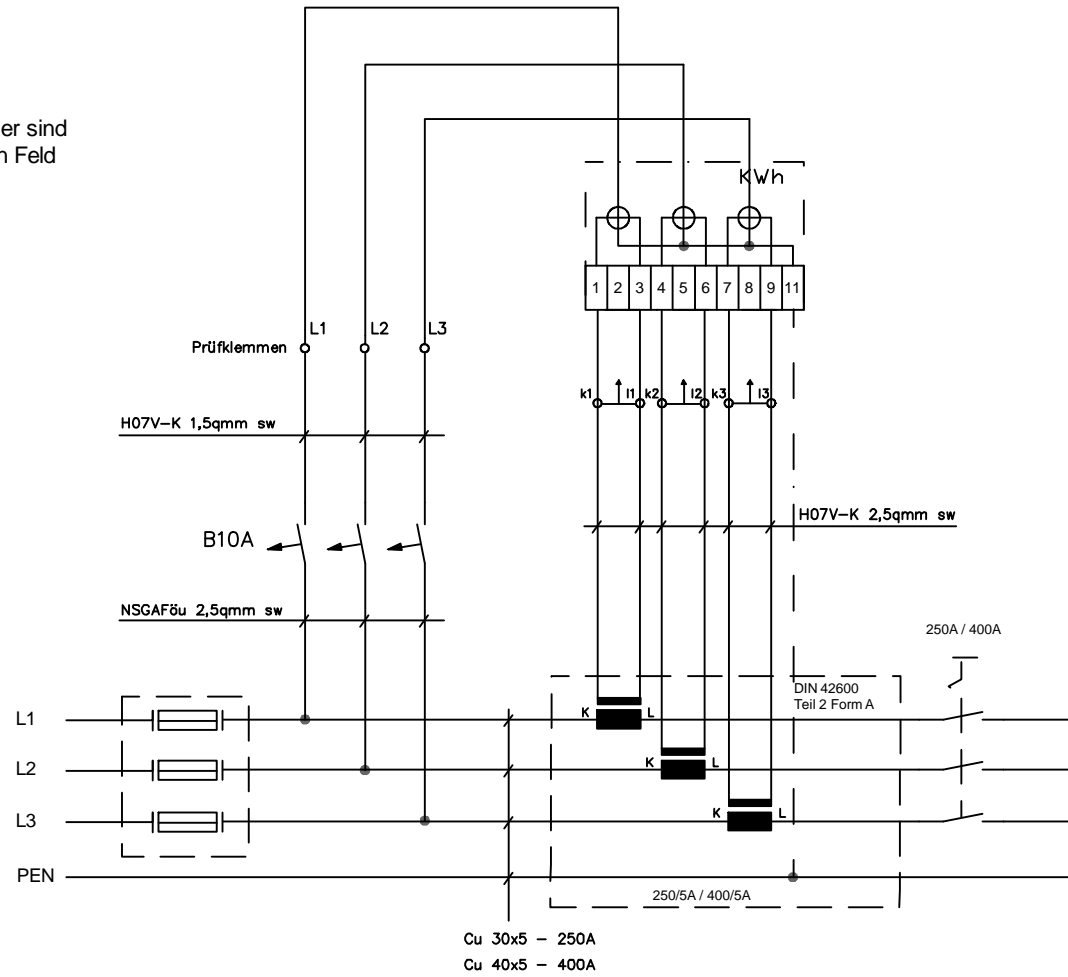 er sind
n Feld
KWh
1 2 3 4 5 6 7 8 9 11
L1 L2 L3
Prüfklemmen
k1 l1 k2 l2 k3 l3
H07V-K 1,5qmm sw
H07V-K 2,5qmm sw
B10A
NSGAFöu 2,5qmm sw
250A / 400A
DIN 42600
Teil 2 Form A
L1
K L
L2
K L
L3
K L
PEN
250/5A / 400/5A
Cu 30x5 - 250A
Cu 40x5 - 400A